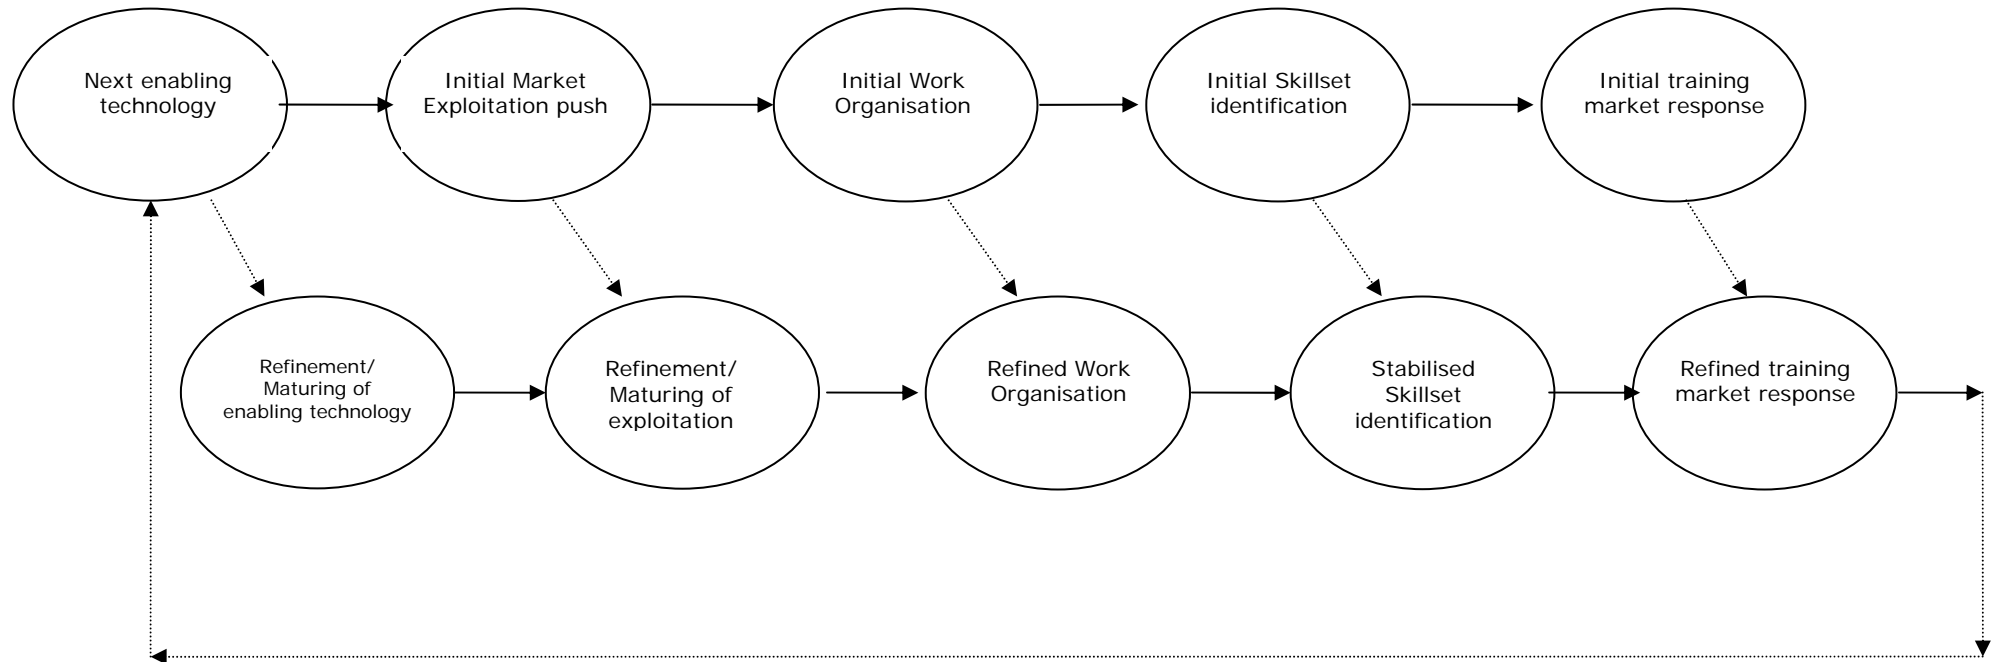 Next enabling
technology
Initial Market
Exploitation push
Initial Work
Organisation
Initial Skillset
identification
Initial training
market response
Refinement/
Maturing of
enabling technology
Refinement/
Maturing of
exploitation
Refined Work
Organisation
Stabilised
Skillset
identification
Refined training
market response